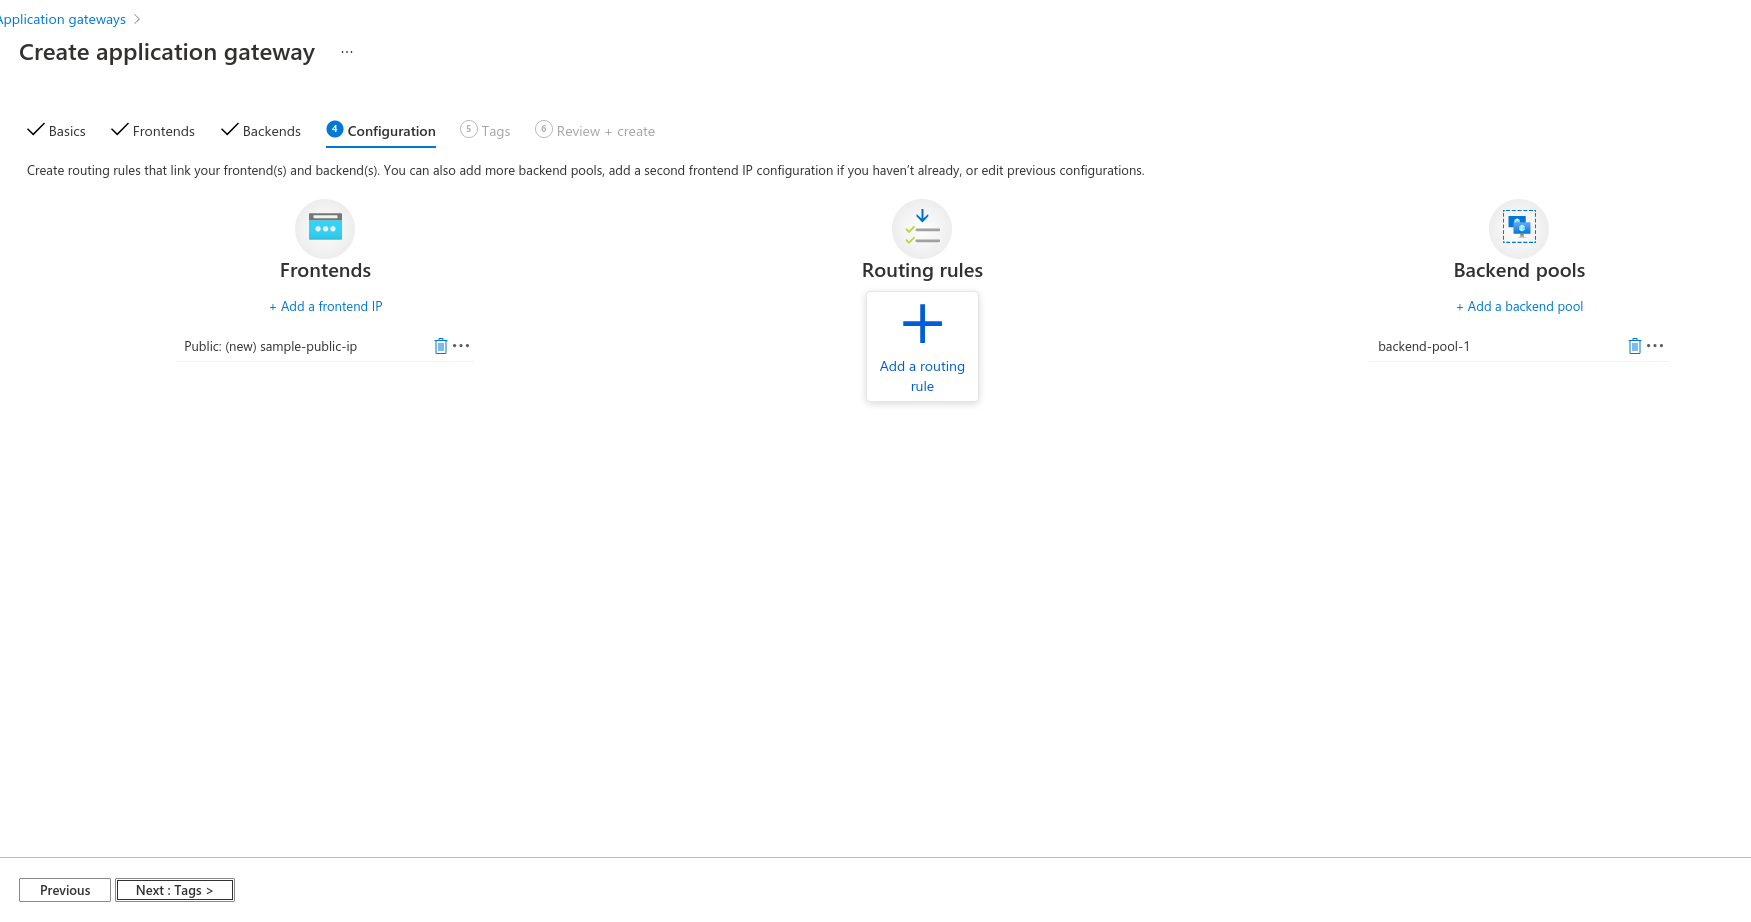 Application gateways >
Create application gateway ...
Basics Frontends Backends 4 Configuration 5 Tags 6 Review + create
Create routing rules that link your frontend(s) and backend(s). You can also add more backend pools, add a second frontend IP configuration if you haven't already, or edit previous configurations.
Frontends
+ Add a frontend IP
Public: (new) sample-public-ip
Routing rules
Add a routing
rule
Backend pools
+ Add a backend pool
backend-pool-1
Previous
Next : Tags >